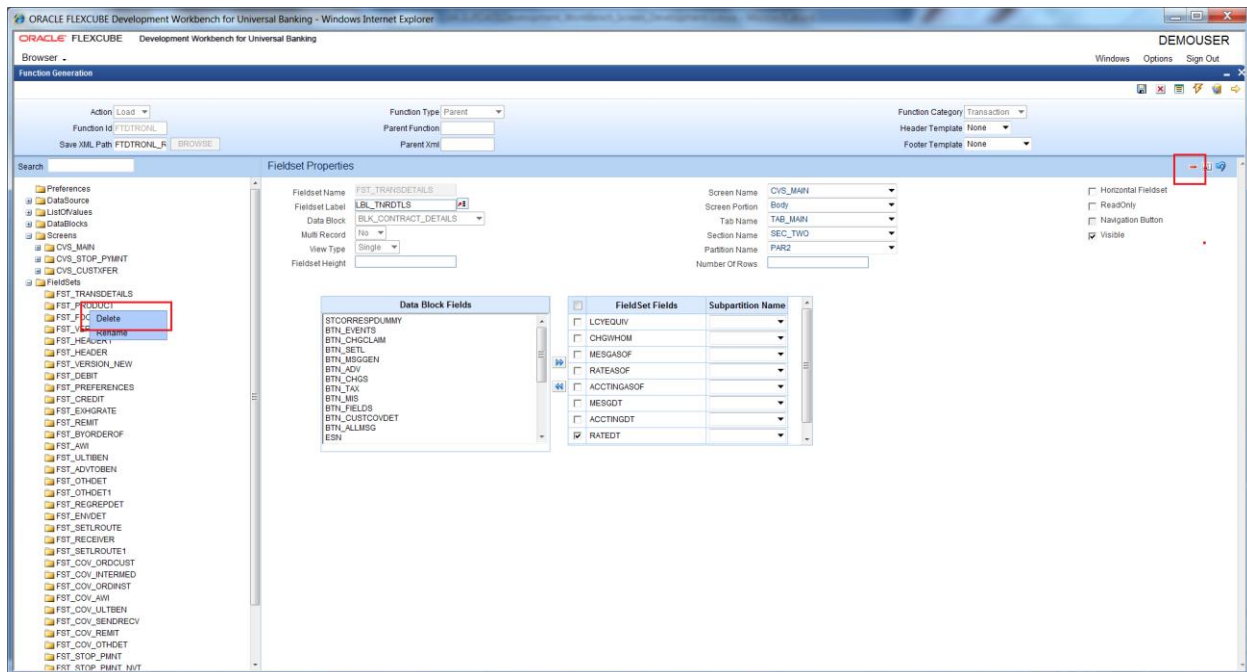 ORACLE FLEXCUBE Development Workbench for Universal Banking - Windows Internet Explorer
ORACLE FLEXCUBE Development Workbench for Universal Banking
DEMOUSER
Browser
Windows Options Sign Out
Function Generation
Action Load
Function Type Parent
Function Category Transaction
Function Id FTDTRONL
Parent Function
Header Template None
Save XML Path FTDTRONL_R BROWSE
Parent Xml
Footer Template None
Search
Fieldset Properties
Preferences
DataSource
ListOfValues
DataBlocks
Screens
CVS_MAIN
CVS_STOP_PYMNT
CVS_CUSTXFER
FieldSets
FST_TRANSDETAILS
FST_PRODUCT
Delete
Rename
FST_HEADER1
FST_HEADER
FST_VERSION_NEW
FST_DEBIT
FST_PREFERENCES
FST_CREDIT
FST_EXHGRATE
FST_REMIT
FST_BYORDEROF
FST_AWI
FST_ULTIBEN
FST_ADVTOBEN
FST_OTHDET
FST_OTHDET1
FST_REGREPDET
FST_ENVDET
FST_SETLROUTE
FST_RECEIVER
FST_SETLROUTE1
FST_COV_ORDCUST
FST_COV_INTERMED
FST_COV_ORDINST
FST_COV_AWI
FST_COV_ULTBEN
FST_COV_SENDRECV
FST_COV_REMIT
FST_COV_OTHDET
FST_STOP_PMNT
FST_STOP_PMNT_NVT
Fieldset Name FST_TRANSDETAILS
Fieldset Label LBL_TNRDTLS
Data Block BLK_CONTRACT_DETAILS
Multi Record No
View Type Single
Fieldset Height
Screen Name CVS_MAIN
Screen Portion Body
Tab Name TAB_MAIN
Section Name SEC_TWO
Partition Name PAR2
Number Of Rows
Horizontal Fieldset
ReadOnly
Navigation Button
Visible
Data Block Fields
STCORRESPDUMMY
BTN_EVENTS
BTN_CHGCLAIM
BTN_SETL
BTN_MSGGEN
BTN_ADV
BTN_CHGS
BTN_TAX
BTN_MIS
BTN_FIELDS
BTN_CUSTCOVDET
BTN_ALLMSG
ESN
FieldSet Fields Subpartition Name
LCYEQUIV
CHGWHOM
MESGASOF
RATEASOF
ACCTINGASOF
MESGDT
ACCTINGDT
RATEDT